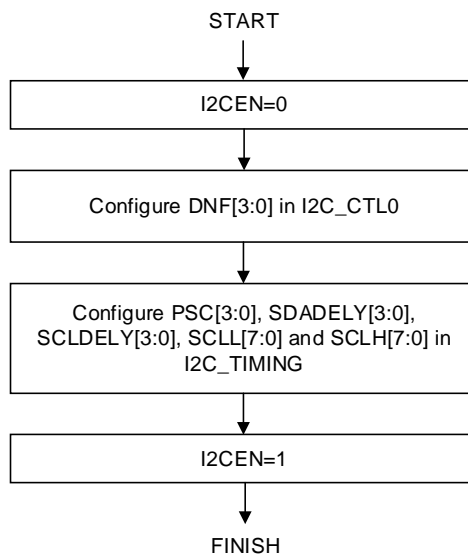 START
I2CEN=0
Configure DNF[3:0] in I2C_CTL0
Configure PSC[3:0], SDADELY[3:0],
SCLDELY[3:0], SCLL[7:0] and SCLH[7:0] in
I2C_TIMING
I2CEN=1
FINISH